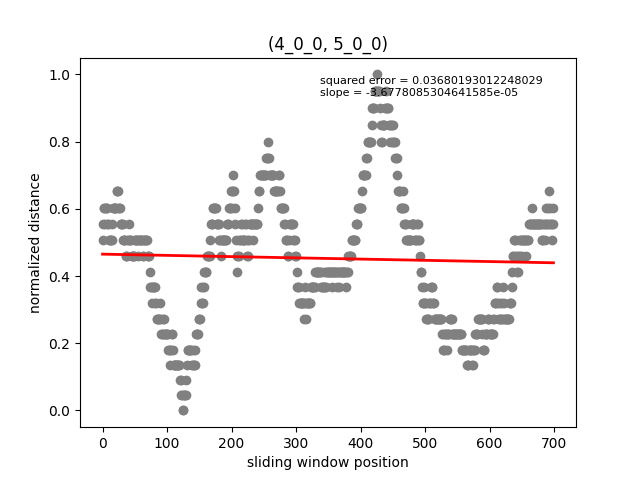 (4_0_0, 5_0_0)
squared error = 0.03680193012248029
slope = -3.6778085304641585e-05
normalized distance
1.0
0.8
0.6
0.4
0.2
0.0
0 100 200 300 400 500 600 700
sliding window position